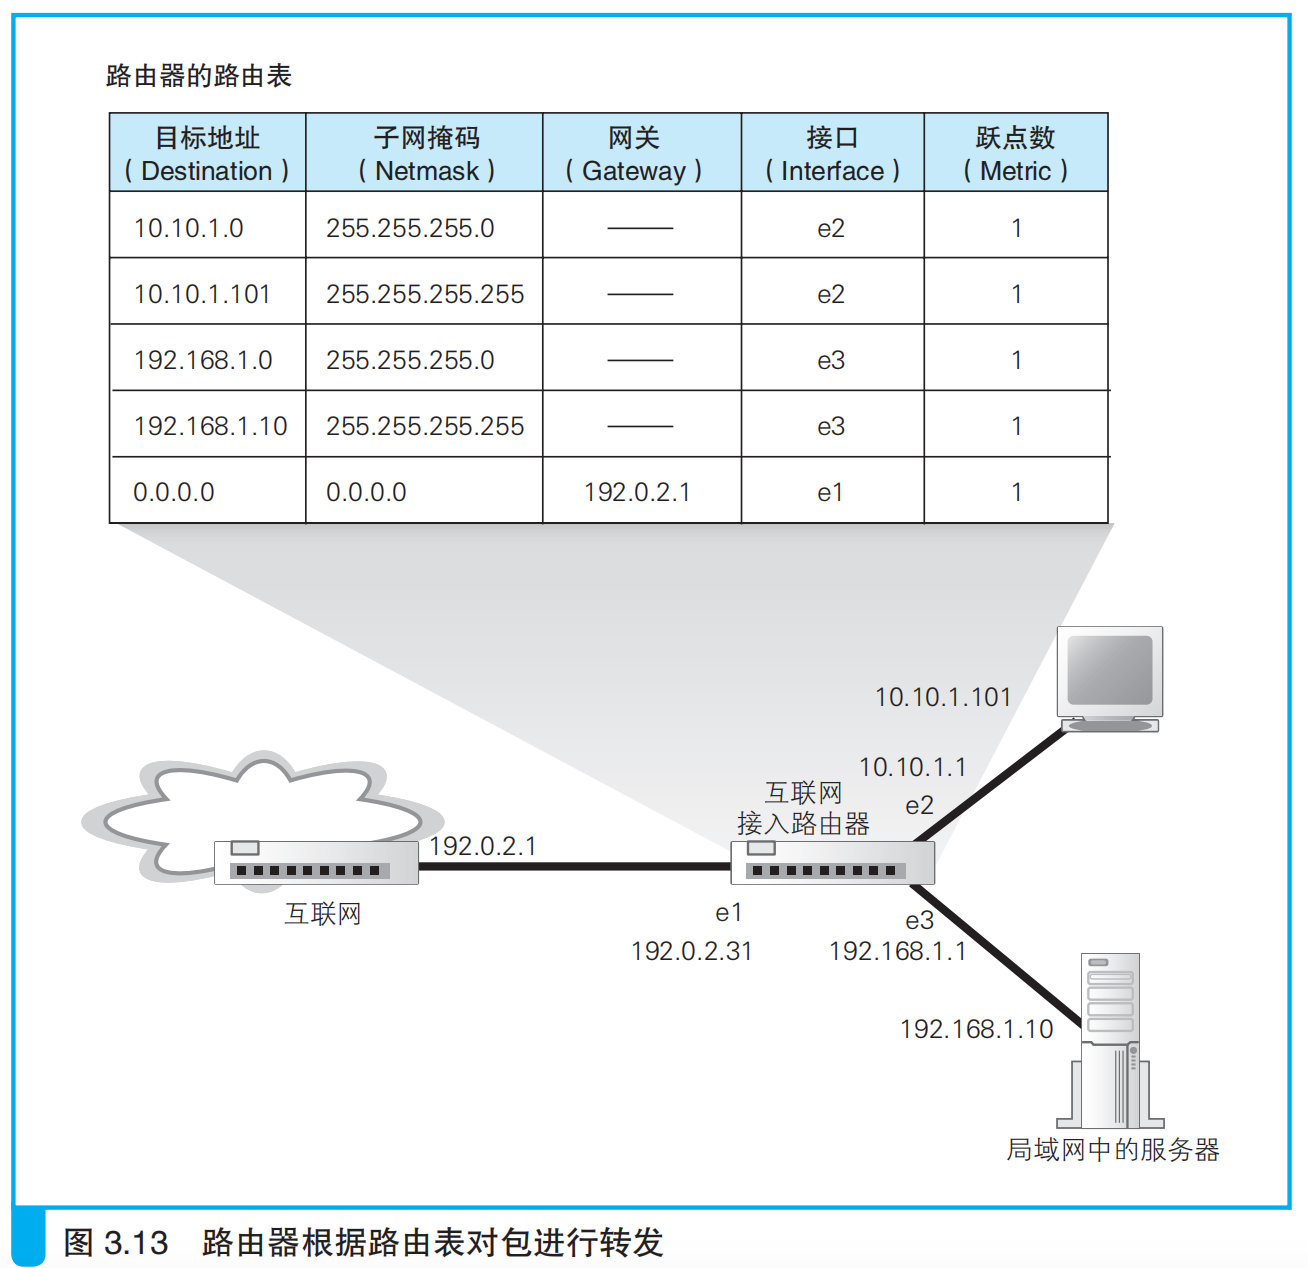 路由器的路由表
目标地址 子网掩码 网关 接口 跃点数
(Destination) (Netmask) (Gateway) (Interface) (Metric)
10.10.1.0 255.255.255.0 —— e2 1
10.10.1.101 255.255.255.255 —— e2 1
192.168.1.0 255.255.255.0 —— e3 1
192.168.1.10 255.255.255.255 —— e3 1
0.0.0.0 0.0.0.0 192.0.2.1 e1 1
10.10.1.101
10.10.1.1
e2
互联网
接入路由器
192.0.2.1
互联网
e1
192.0.2.31
e3
192.168.1.1
192.168.1.10
局域网中的服务器
图 3.13 路由器根据路由表对包进行转发